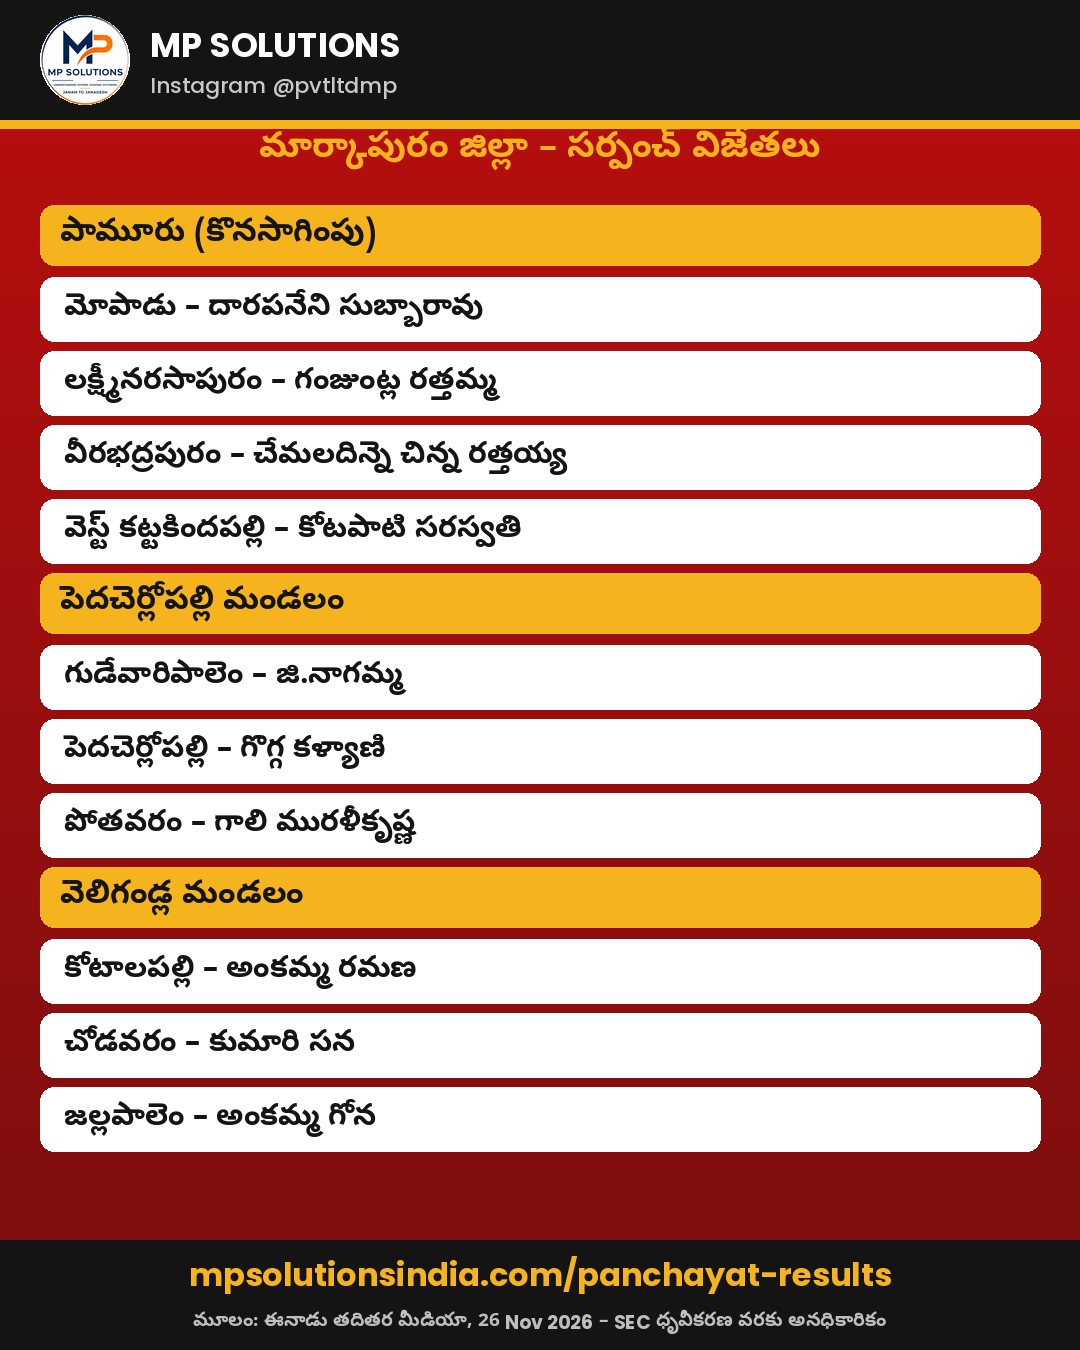 MP SOLUTIONS
Instagram @pvtltdmp
MP SOLUTIONS
మార్కాపురం జిల్లా – సర్పంచ్ విజేతలు
పామూరు (కొనసాగింపు)
మోపాడు – దారపనేని సుబ్బారావు
లక్ష్మీనరసాపురం – గంజుంట్ల రత్తమ్మ
వీరభద్రపురం – చేమలదిన్నె చిన్న రత్తయ్య
వెస్ట్ కట్టకిందపల్లి – కోటపాటి సరస్వతి
పెదచెర్లోపల్లి మండలం
గుడేవారిపాలెం – జి.నాగమ్మ
పెదచెర్లోపల్లి – గొగ్గ కళ్యాణి
పోతవరం – గాలి మురళీకృష్ణ
వెలిగండ్ల మండలం
కోటాలపల్లి – అంకమ్మ రమణ
చోడవరం – కుమారి సన
జల్లపాలెం – అంకమ్మ గోన
mpsolutionsindia.com/panchayat-results
మూలం: ఈనాడు తదితర మీడియా, 26 Nov 2026 – SEC ధృవీకరణ వరకు అనధికారికం